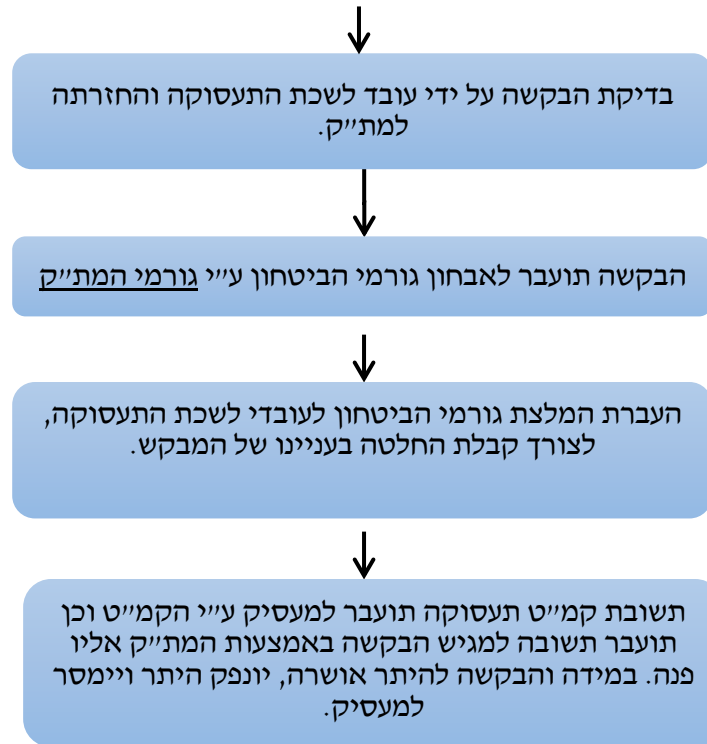 בדיקת הבקשה על ידי עובד לשכת התעסוקה והחזרתה
למת״ק.
הבקשה תועבר לאבחון גורמי הביטחון ע״י גורמי המת״ק
העברת המלצת גורמי הביטחון לעובדי לשכת התעסוקה,
לצורך קבלת החלטה בעניינו של המבקש.
תשובת קמ״ט תעסוקה תועבר למעסיק ע״י הקמ״ט וכן
תועבר תשובה למגיש הבקשה באמצעות המת״ק אליו
פנה. במידה והבקשה להיתר אושרה, יונפק היתר ויימסר
למעסיק.